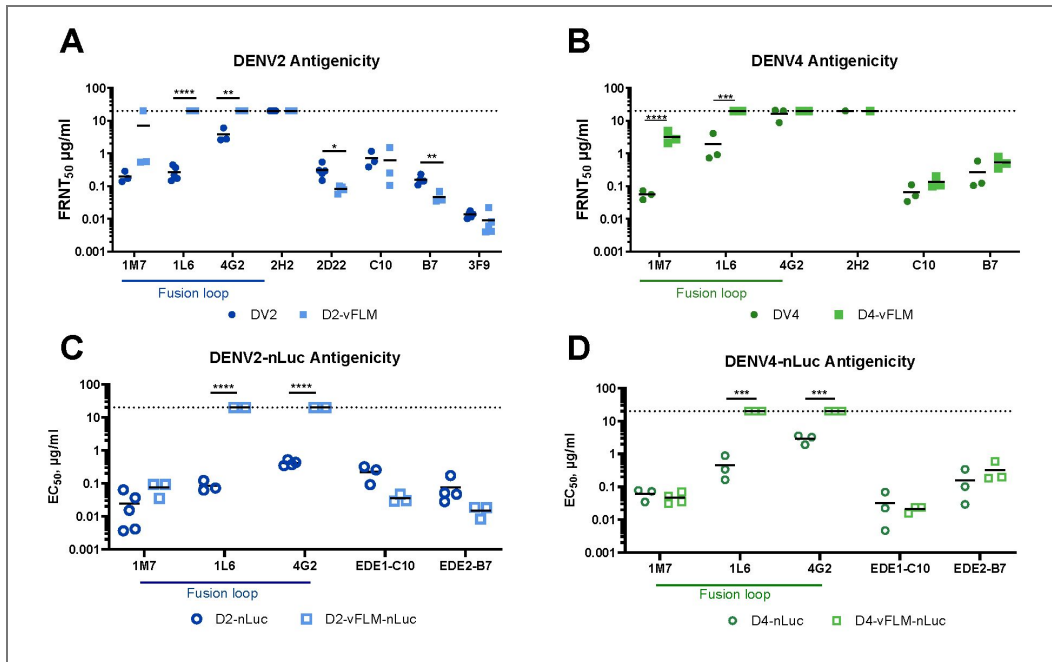 A
DENV2 Antigenicity
FRNT50 µg/ml
100
10
1
0.1
0.01
0.001
**** ** * **
1M7 1L6 4G2 2H2 2D22 C10 B7 3F9
Fusion loop
DV2 D2-vFLM
B
DENV4 Antigenicity
FRNT50 µg/ml
100
10
1
0.1
0.01
0.001
**** ***
1M7 1L6 4G2 2H2 C10 B7
Fusion loop
DV4 D4-vFLM
C
DENV2-nLuc Antigenicity
EC50, µg/ml
100
10
1
0.1
0.01
0.001
**** ****
1M7 1L6 4G2 EDE1-C10 EDE2-B7
Fusion loop
D2-nLuc D2-vFLM-nLuc
D
DENV4-nLuc Antigenicity
EC50, µg/ml
100
10
1
0.1
0.01
0.001
*** ***
1M7 1L6 4G2 EDE1-C10 EDE2-B7
Fusion loop
D4-nLuc D4-vFLM-nLuc